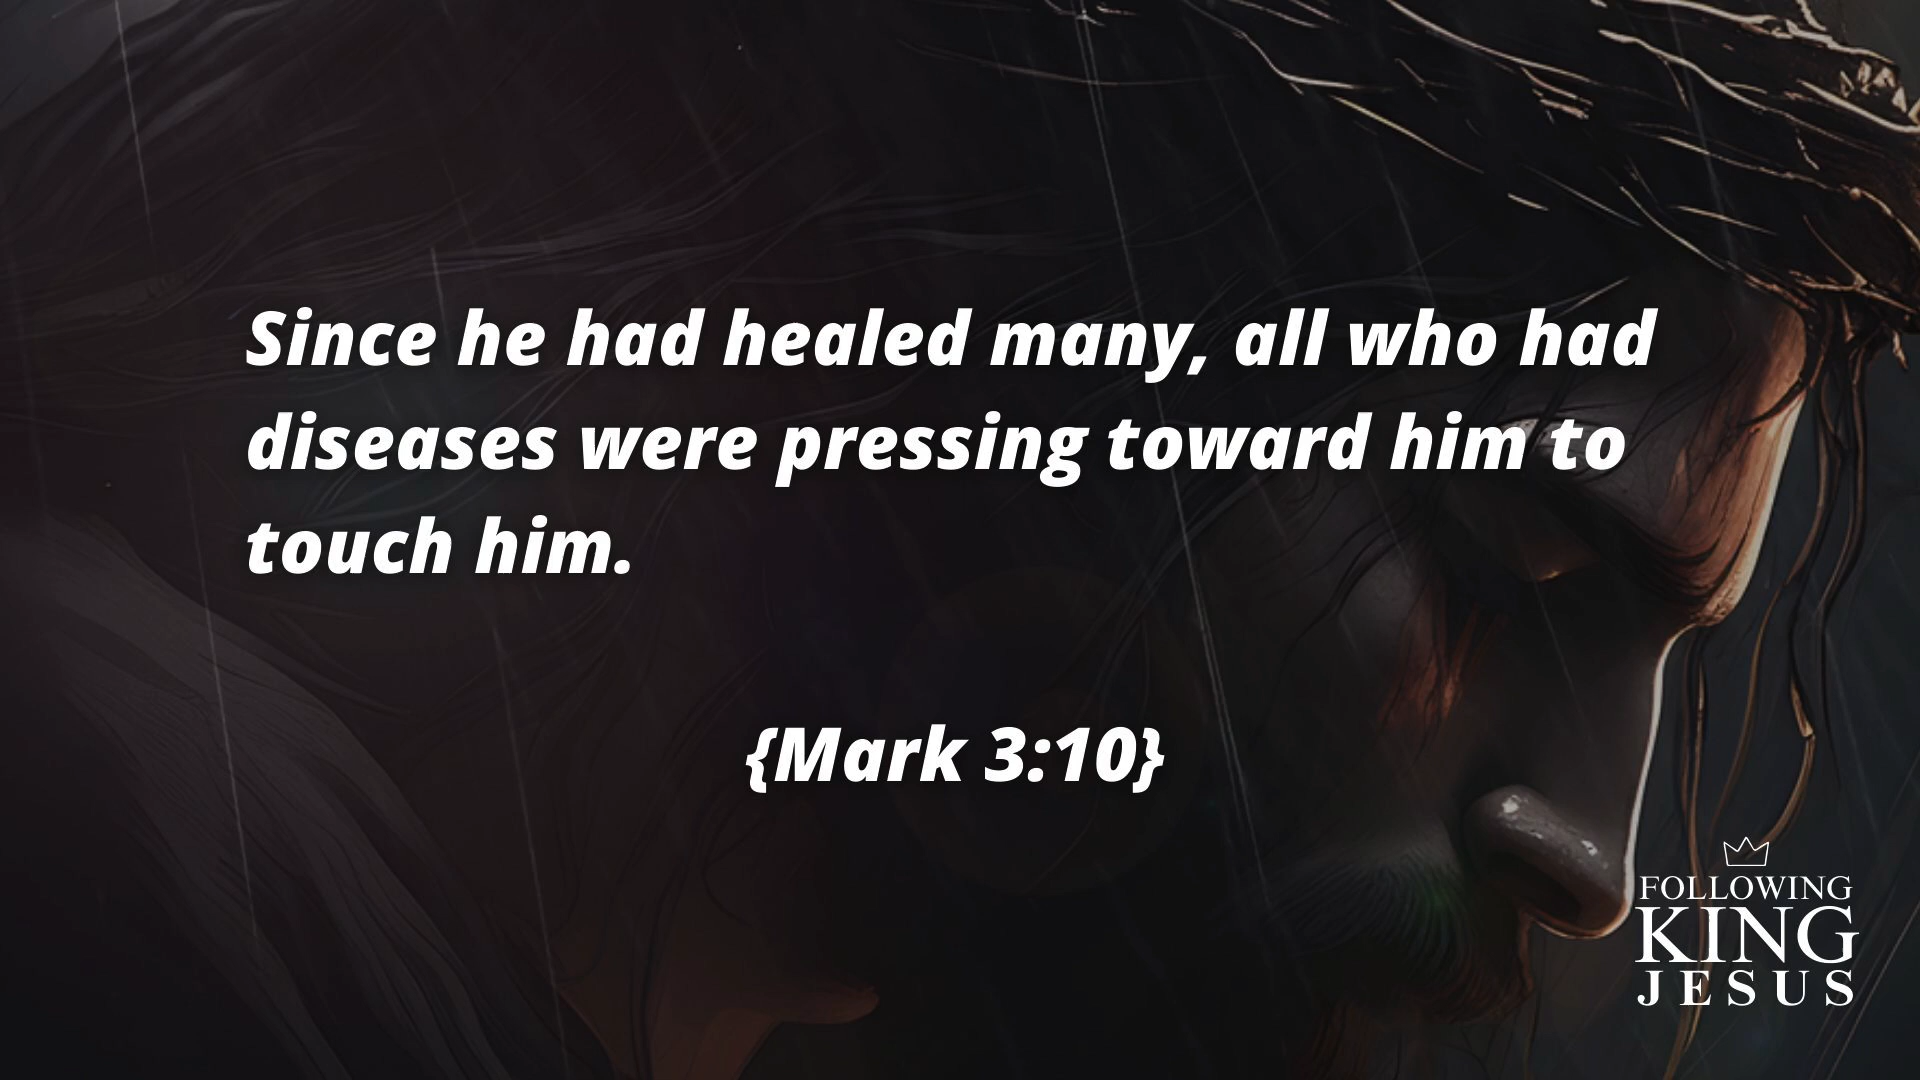 Since he had healed many, all who had
diseases were pressing toward him to
touch him.
{Mark 3:10}
FOLLOWING
KING
JESUS